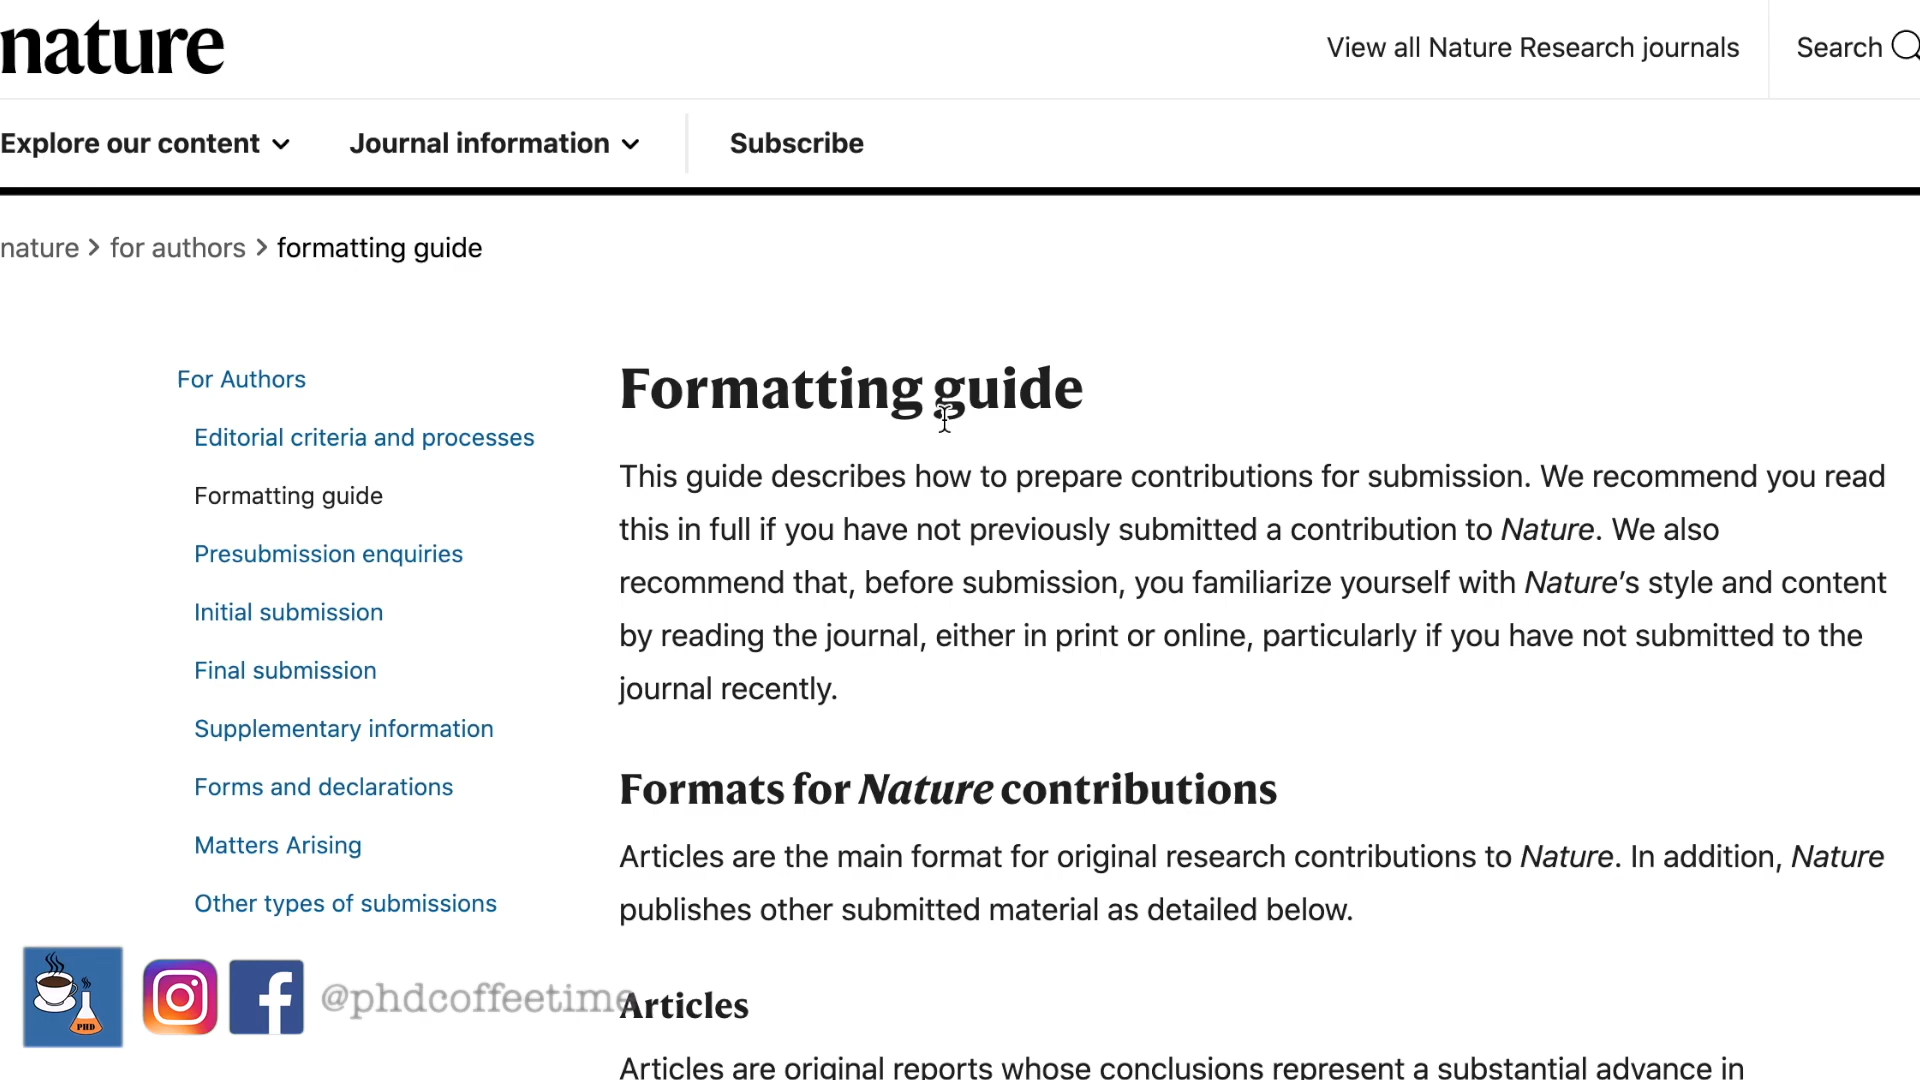 nature
View all Nature Research journals
Search
Explore our content
Journal information
Subscribe
nature > for authors > formatting guide
For Authors
Editorial criteria and processes
Formatting guide
Presubmission enquiries
Initial submission
Final submission
Supplementary information
Forms and declarations
Matters Arising
Other types of submissions
Formatting guide
This guide describes how to prepare contributions for submission. We recommend you read
this in full if you have not previously submitted a contribution to Nature. We also
recommend that, before submission, you familiarize yourself with Nature's style and content
by reading the journal, either in print or online, particularly if you have not submitted to the
journal recently.
Formats for Nature contributions
Articles are the main format for original research contributions to Nature. In addition, Nature
publishes other submitted material as detailed below.
Articles
Articles are original reports whose conclusions represent a substantial advance in
PHD
@phdcoffeetime